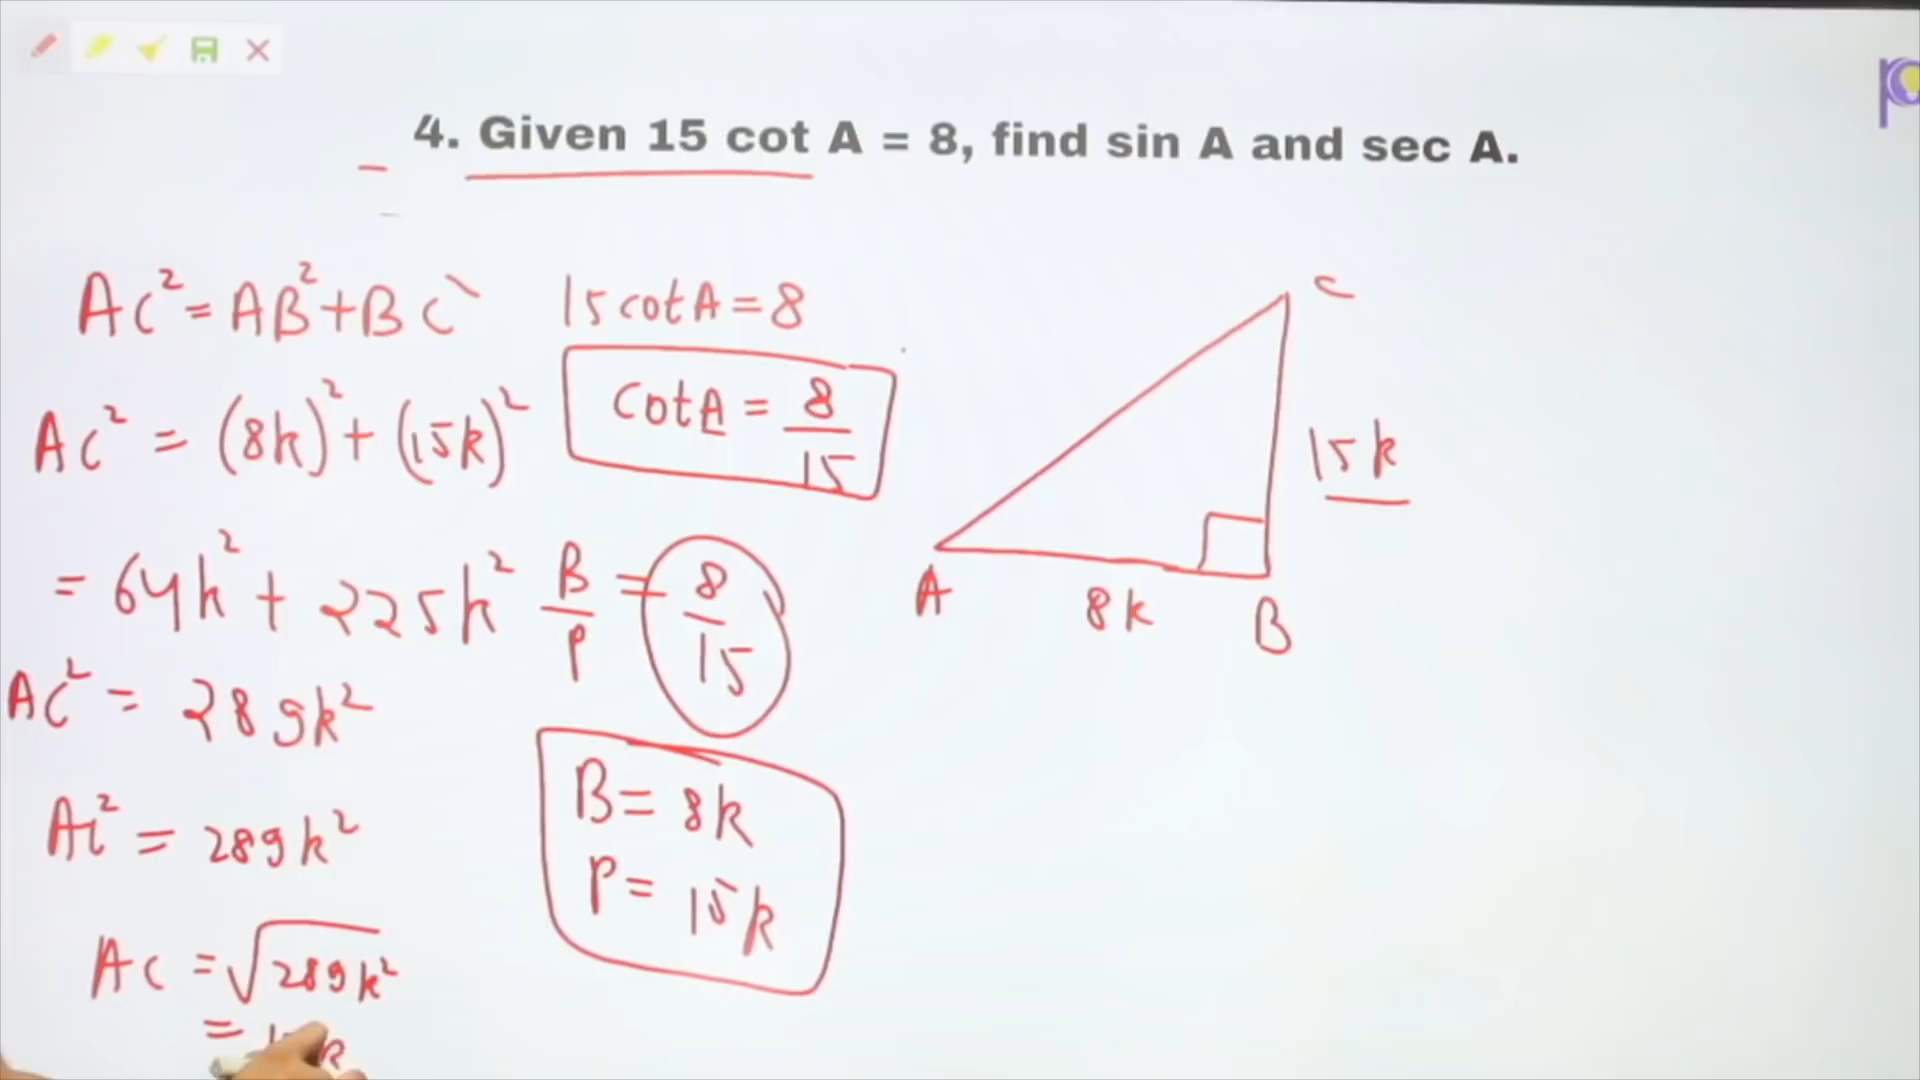 4. Given 15 cot A = 8, find sin A and sec A.
AC² = AB² + BC
AC² = (8k)² + (15k)²
= 64k² + 225k²
AC² = 289k²
AC² = 289k²
AC = √289k²
=
15 cot A = 8
cot A = 8/15
B/P = 8/15
B = 8k
P = 15k
C
15k
A
8k
B